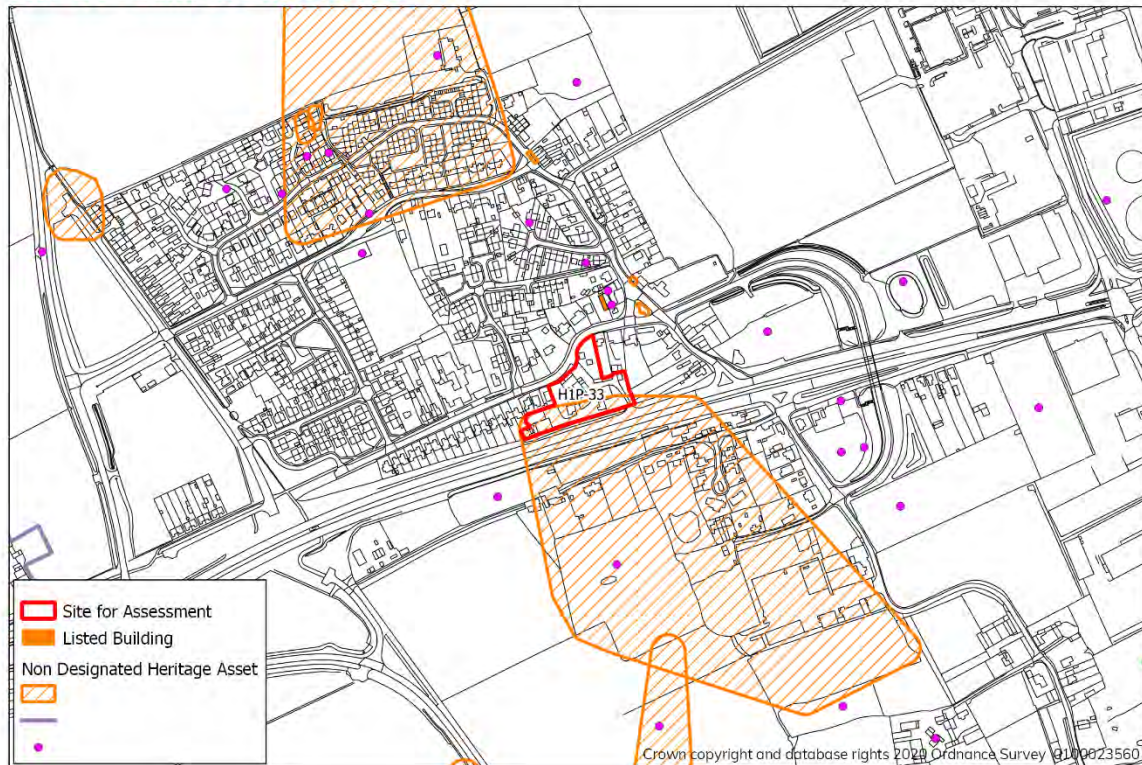 H1P-33
Site for Assessment
Listed Building
Non Designated Heritage Asset
Crown copyright and database rights 2020 Ordnance Survey 0100023560